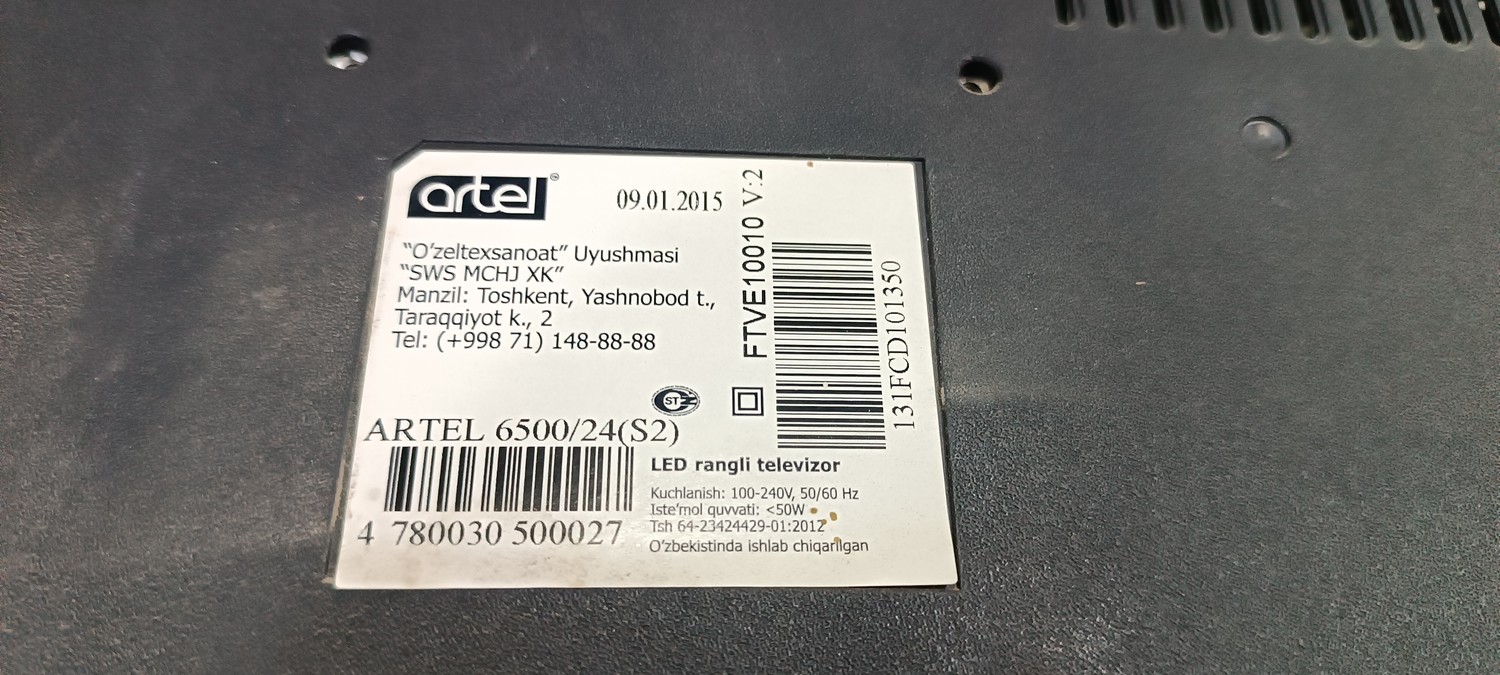 artel
09.01.2015
"O'zeltexsanoat" Uyushmasi
"SWS MCHJ XK"
Manzil: Toshkent, Yashnobod t.,
Taraqqiyot k., 2
Tel: (+998 71) 148-88-88
FTVE10010 V:2
131FCD101350
ARTEL 6500/24(S2)
4 780030 500027
LED rangli televizor
Kuchlanish: 100-240V, 50/60 Hz
Iste'mol quvvati: <50W
Tsh 64-23424429-01:2012
O'zbekistinda ishlab chiqarilgan